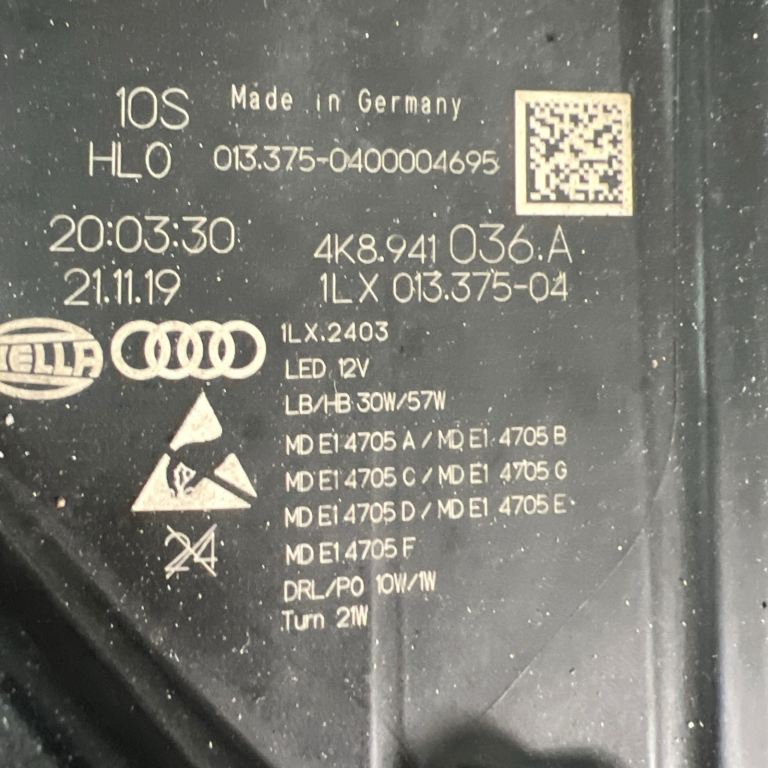 10S Made in Germany
HLO 013.375-0400004695
20:03:30 4K8.941 036.A
21.11.19 1LX 013.375-04
HELLA
1LX.2403
LED 12V
LB/HB 30W/57W
MD E1 4705 A / MD E1 4705 B
MD E1 4705 C / MD E1 4705 G
MD E1 4705 D / MD E1 4705 E
24 MD E1 4705 F
DRL/PO 10W/1W
Turn 21W